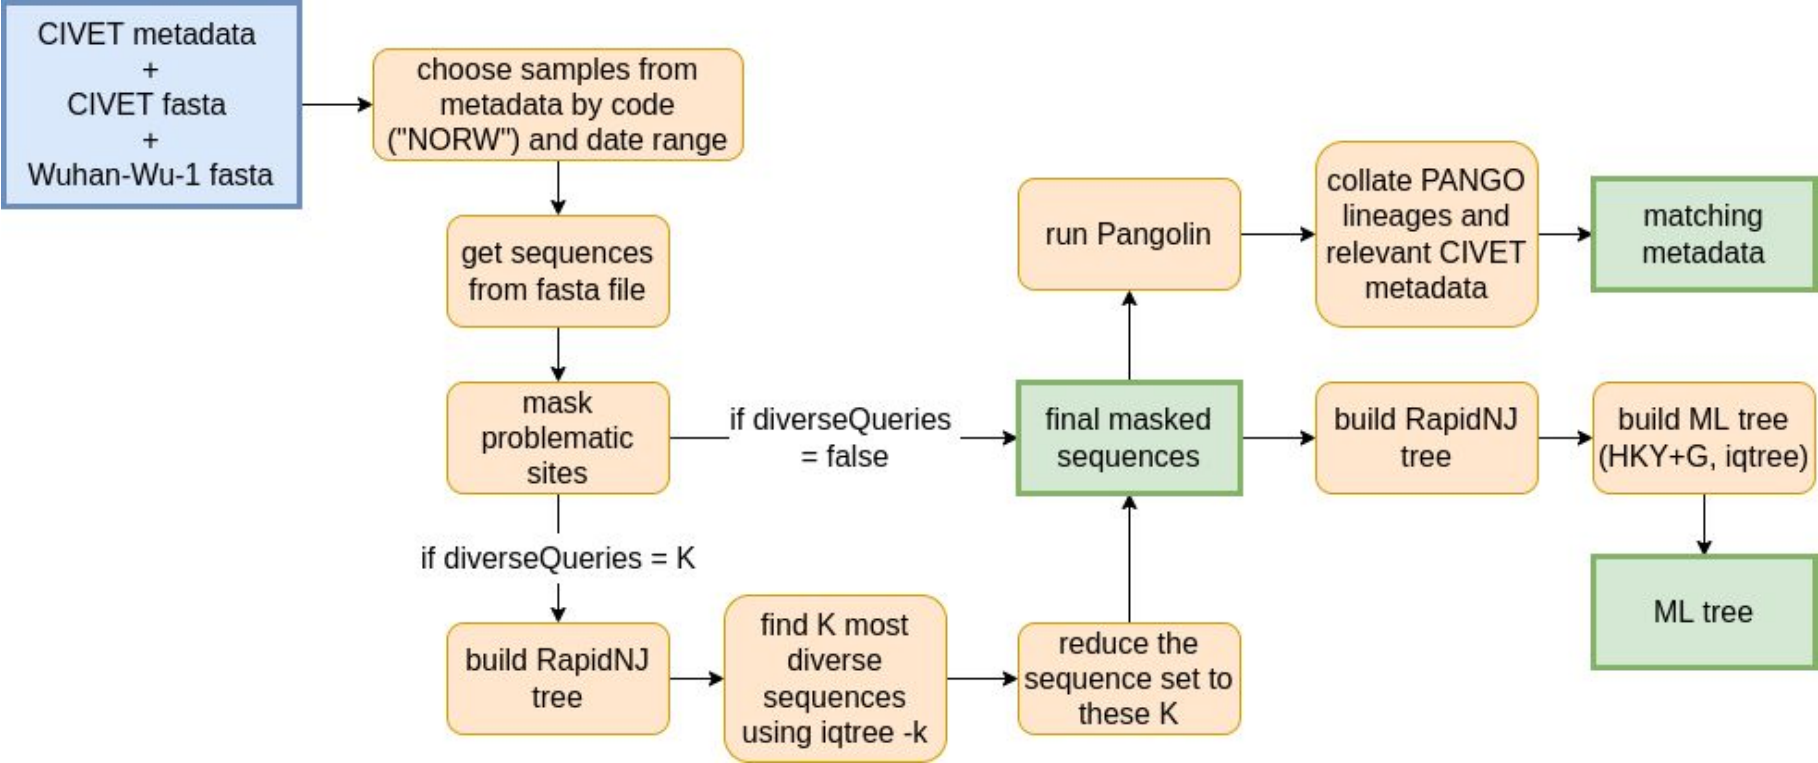 CIVET metadata
+
CIVET fasta
+
Wuhan-Wu-1 fasta
choose samples from
metadata by code
("NORW") and date range
get sequences
from fasta file
mask
problematic
sites
if diverseQueries
= false
if diverseQueries = K
build RapidNJ
tree
find K most
diverse
sequences
using iqtree -k
reduce the
sequence set to
these K
final masked
sequences
run Pangolin
collate PANGO
lineages and
relevant CIVET
metadata
matching
metadata
build RapidNJ
tree
build ML tree
(HKY+G, iqtree)
ML tree